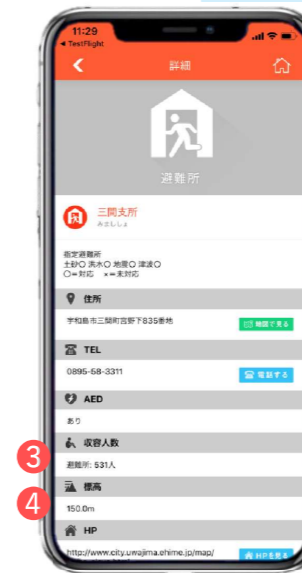 11:29
TestFlight
詳細
避難所
三間支所
みまししょ
指定避難所
土砂〇 洪水〇 地震〇 津波〇
〇=対応 ×=未対応
住所
宇和島市三間町宮野下835番地
地図で見る
TEL
0895-58-3311
電話する
AED
あり
3
収容人数
避難所: 531人
4
標高
150.0m
HP
http://www.city.uwajima.ehime.jp/map/
HPを見る